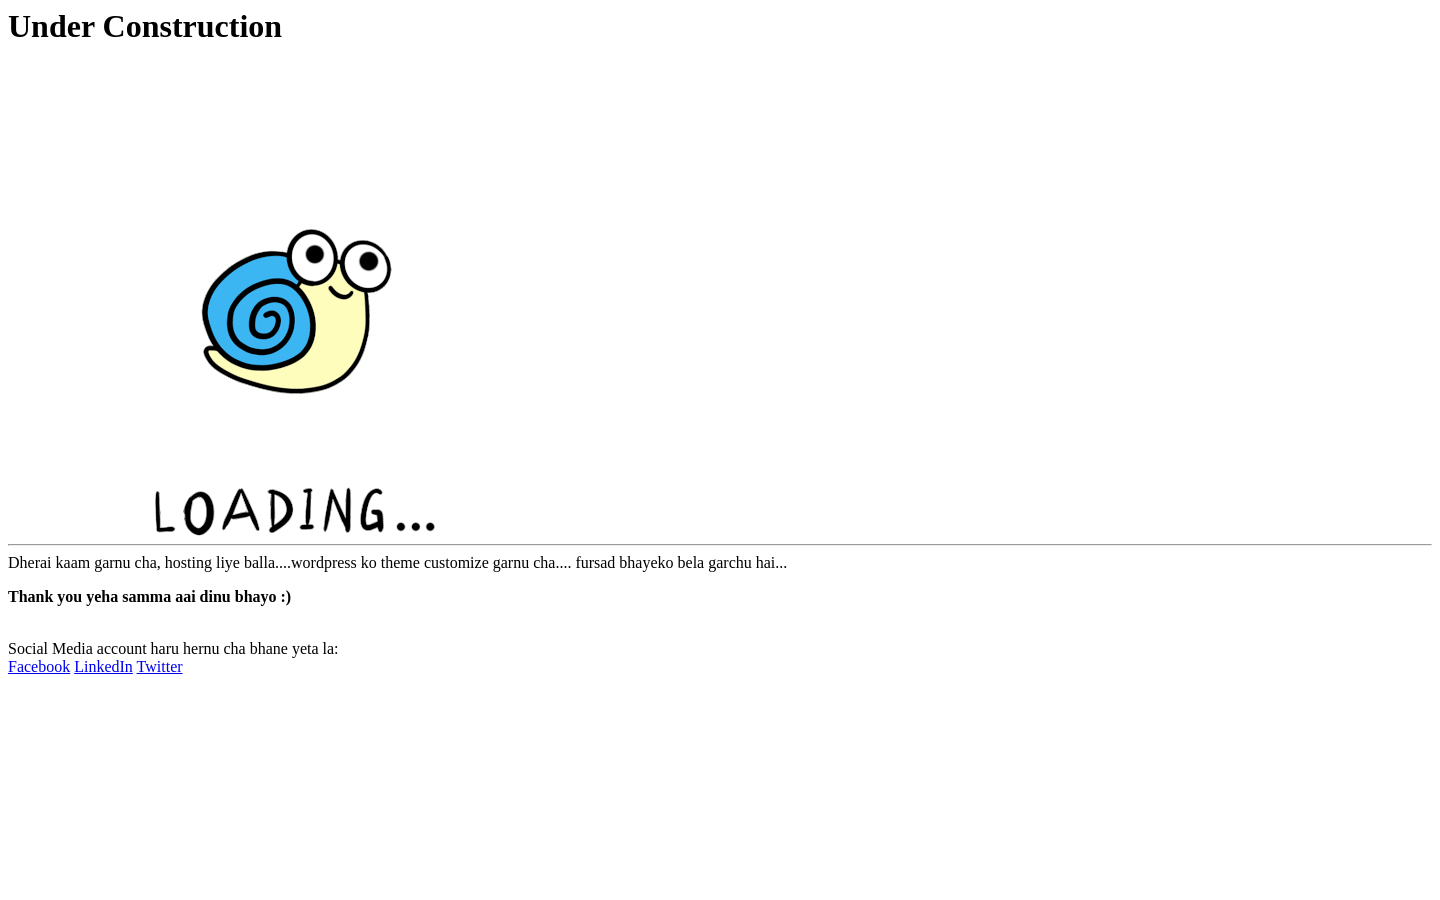 Under Construction
LOADING...
Dherai kaam garnu cha, hosting liye balla....wordpress ko theme customize garnu cha.... fursad bhayeko bela garchu hai...
Thank you yeha samma aai dinu bhayo :)
Social Media account haru hernu cha bhane yeta la:
Facebook LinkedIn Twitter